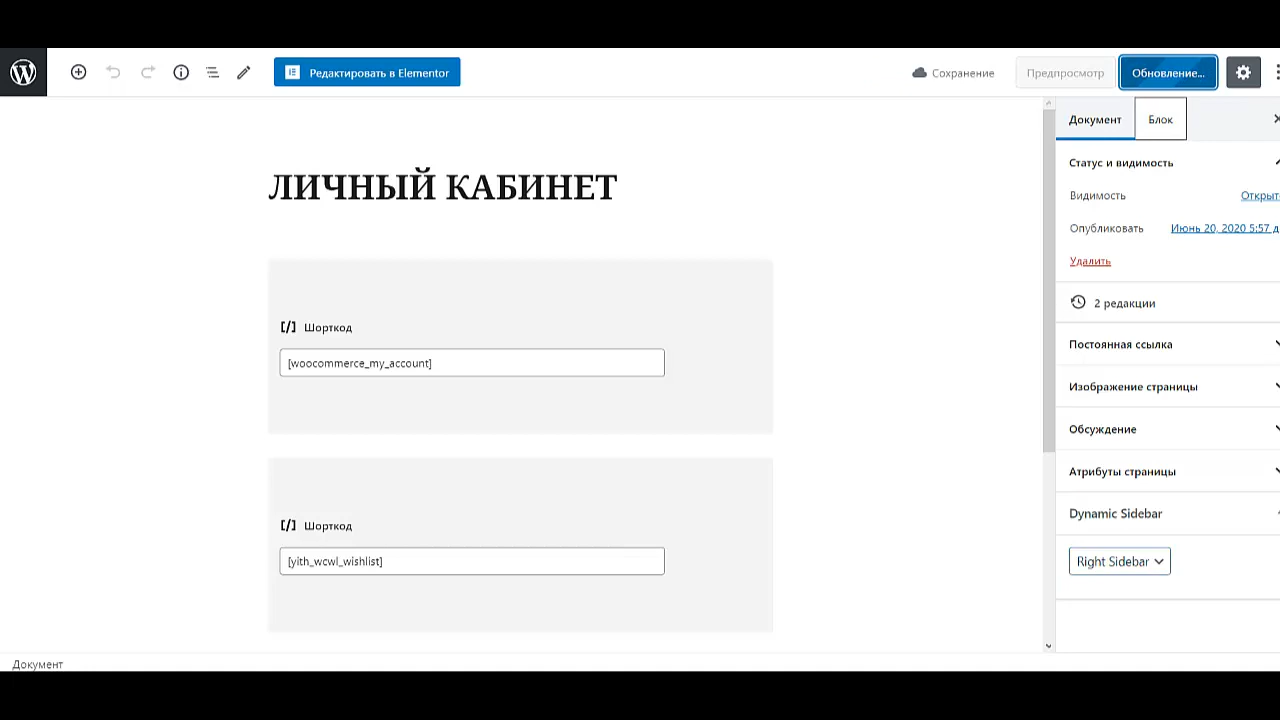 Редактировать в Elementor
Сохранение
Предпросмотр
Обновление...
ЛИЧНЫЙ КАБИНЕТ
[/] Шорткод
[woocommerce_my_account]
[/] Шорткод
[yith_wcwl_wishlist]
Документ
Блок
Статус и видимость
Видимость
Открыт
Опубликовать
Июнь 20, 2020 5:57 д
Удалить
2 редакции
Постоянная ссылка
Изображение страницы
Обсуждение
Атрибуты страницы
Dynamic Sidebar
Right Sidebar
Документ